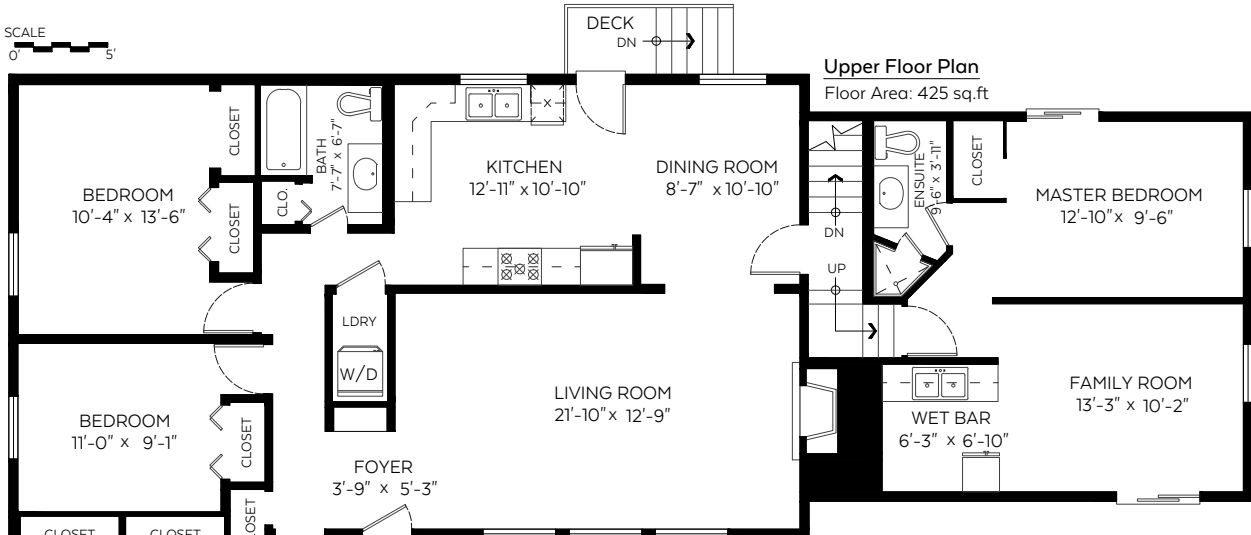 SCALE
0' 5'
DECK
DN
Upper Floor Plan
Floor Area: 425 sq.ft
CLOSET
BATH
7'-7" x 6'-7"
BEDROOM
10'-4" x 13'-6"
CLO.
CLOSET
KITCHEN
12'-11" x 10'-10"
X
DINING ROOM
8'-7" x 10'-10"
DN
UP
ENSUITE
9'-6" x 3'-11"
CLOSET
MASTER BEDROOM
12'-10" x 9'-6"
LDRY
W/D
LIVING ROOM
21'-10" x 12'-9"
FAMILY ROOM
13'-3" x 10'-2"
WET BAR
6'-3" x 6'-10"
BEDROOM
11'-0" x 9'-1"
CLOSET
FOYER
3'-9" x 5'-3"
CLOSET
CLOSET
CLOSET